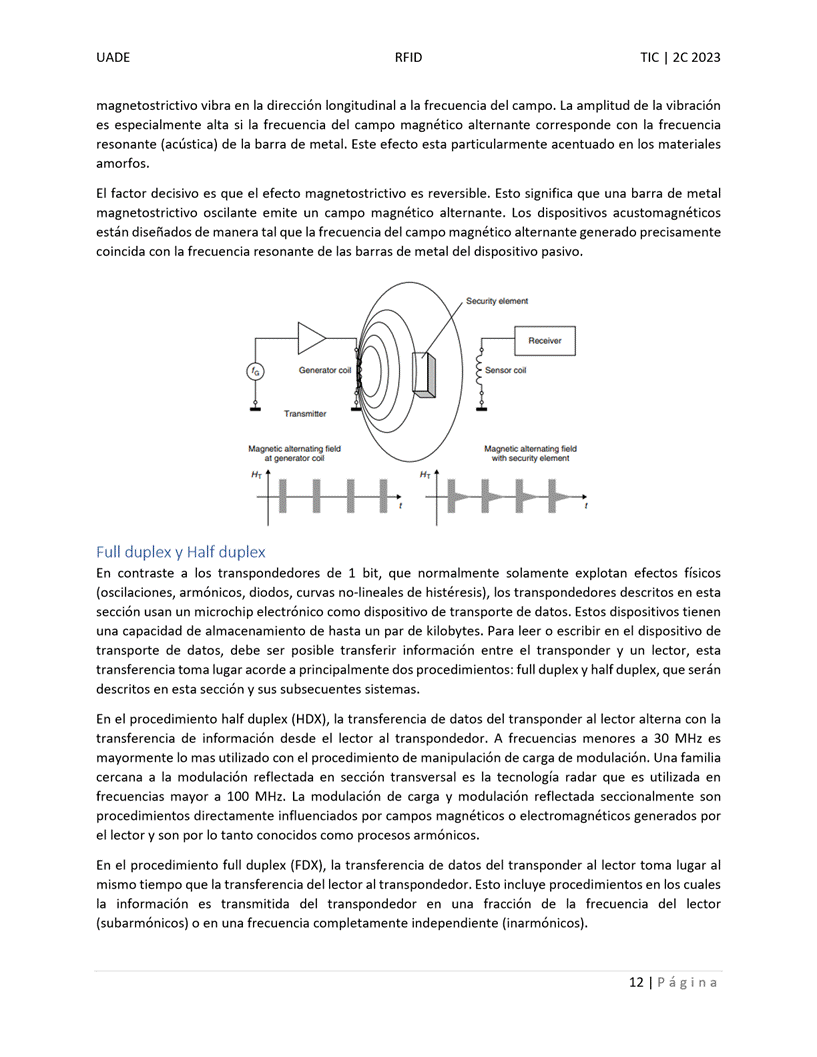 UADE RFID TIC | 2C 2023
magnetostrictivo vibra en la dirección longitudinal a la frecuencia del campo. La amplitud de la vibración
es especialmente alta si la frecuencia del campo magnético alternante corresponde con la frecuencia
resonante (acústica) de la barra de metal. Este efecto esta particularmente acentuado en los materiales
amorfos.
El factor decisivo es que el efecto magnetostrictivo es reversible. Esto significa que una barra de metal
magnetostrictivo oscilante emite un campo magnético alternante. Los dispositivos acustomagnéticos
están diseñados de manera tal que la frecuencia del campo magnético alternante generado precisamente
coincida con la frecuencia resonante de las barras de metal del dispositivo pasivo.
Security element
Receiver
fG
Generator coil
Sensor coil
Transmitter
Magnetic alternating field
at generator coil
Magnetic alternating field
with security element
HT
t
HT
t
Full duplex y Half duplex
En contraste a los transpondedores de 1 bit, que normalmente solamente explotan efectos físicos
(oscilaciones, armónicos, diodos, curvas no-lineales de histéresis), los transpondedores descritos en esta
sección usan un microchip electrónico como dispositivo de transporte de datos. Estos dispositivos tienen
una capacidad de almacenamiento de hasta un par de kilobytes. Para leer o escribir en el dispositivo de
transporte de datos, debe ser posible transferir información entre el transponder y un lector, esta
transferencia toma lugar acorde a principalmente dos procedimientos: full duplex y half duplex, que serán
descritos en esta sección y sus subsecuentes sistemas.
En el procedimiento half duplex (HDX), la transferencia de datos del transponder al lector alterna con la
transferencia de información desde el lector al transpondedor. A frecuencias menores a 30 MHz es
mayormente lo mas utilizado con el procedimiento de manipulación de carga de modulación. Una familia
cercana a la modulación reflectada en sección transversal es la tecnología radar que es utilizada en
frecuencias mayor a 100 MHz. La modulación de carga y modulación reflectada seccionalmente son
procedimientos directamente influenciados por campos magnéticos o electromagnéticos generados por
el lector y son por lo tanto conocidos como procesos armónicos.
En el procedimiento full duplex (FDX), la transferencia de datos del transponder al lector toma lugar al
mismo tiempo que la transferencia del lector al transpondedor. Esto incluye procedimientos en los cuales
la información es transmitida del transpondedor en una fracción de la frecuencia del lector
(subarmónicos) o en una frecuencia completamente independiente (inarmónicos).
12 | Página